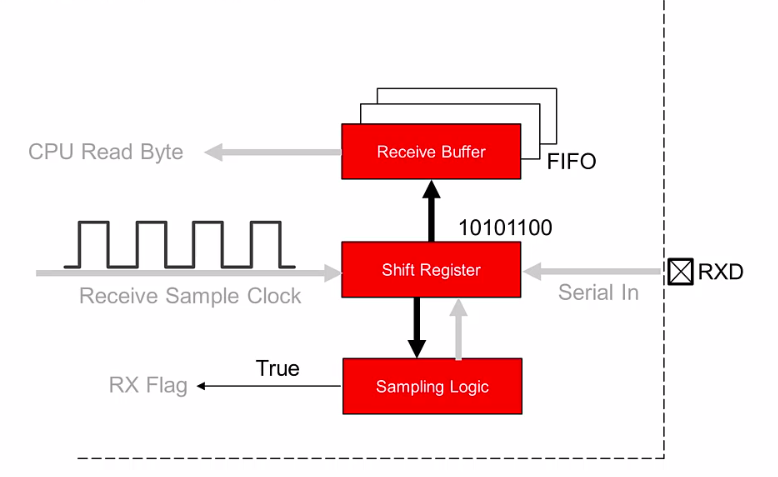 Receive Buffer
CPU Read Byte
FIFO
10101100
Shift Register
RXD
Receive Sample Clock
Serial In
True
RX Flag
Sampling Logic